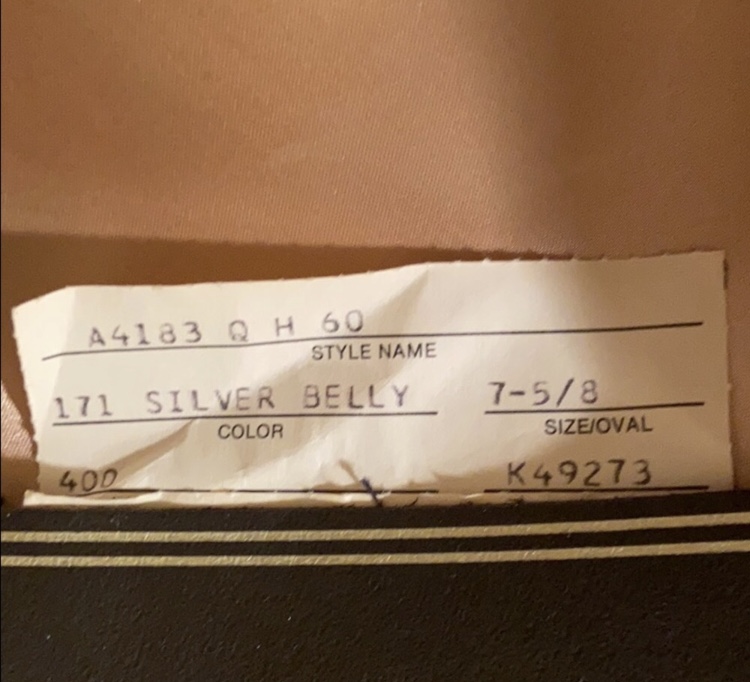 A4183 Q H 60
STYLE NAME
171 SILVER BELLY 7-5/8
COLOR SIZE/OVAL
400 K49273